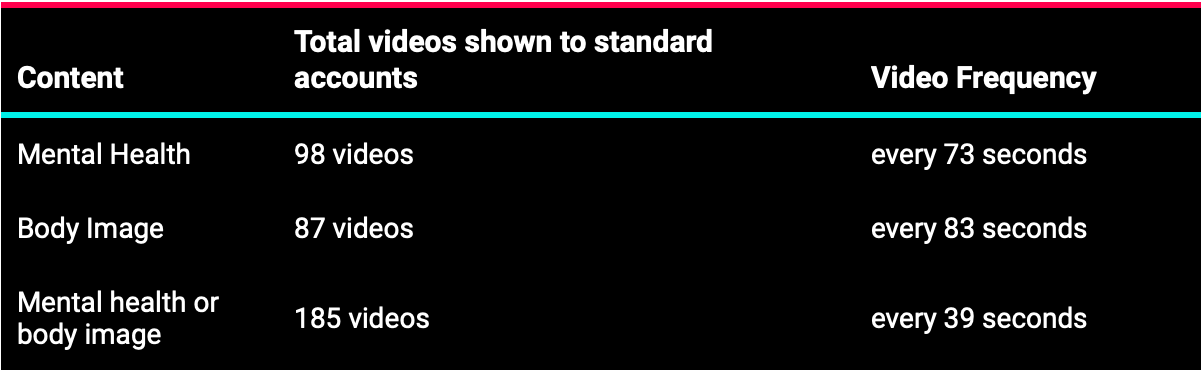 Content Total videos shown to standard accounts Video Frequency
Mental Health 98 videos every 73 seconds
Body Image 87 videos every 83 seconds
Mental health or body image 185 videos every 39 seconds